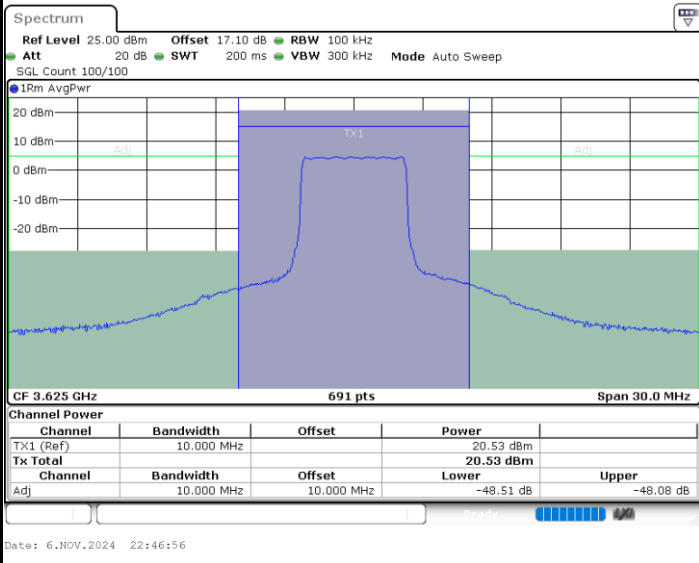 Spectrum
Ref Level 25.00 dBm Offset 17.10 dB RBW 100 kHz
Att 20 dB SWT 200 ms VBW 300 kHz Mode Auto Sweep
SGL Count 100/100
1Rm AvgPwr
20 dBm
TX1
10 dBm
Adj Adj
0 dBm
-10 dBm
-20 dBm
CF 3.625 GHz 691 pts Span 30.0 MHz
Channel Power
Channel Bandwidth Offset Power
TX1 (Ref) 10.000 MHz 20.53 dBm
Tx Total 20.53 dBm
Channel Bandwidth Offset Lower Upper
Adj 10.000 MHz 10.000 MHz -48.51 dB -48.08 dB
Ready
Date: 6.NOV.2024 22:46:56